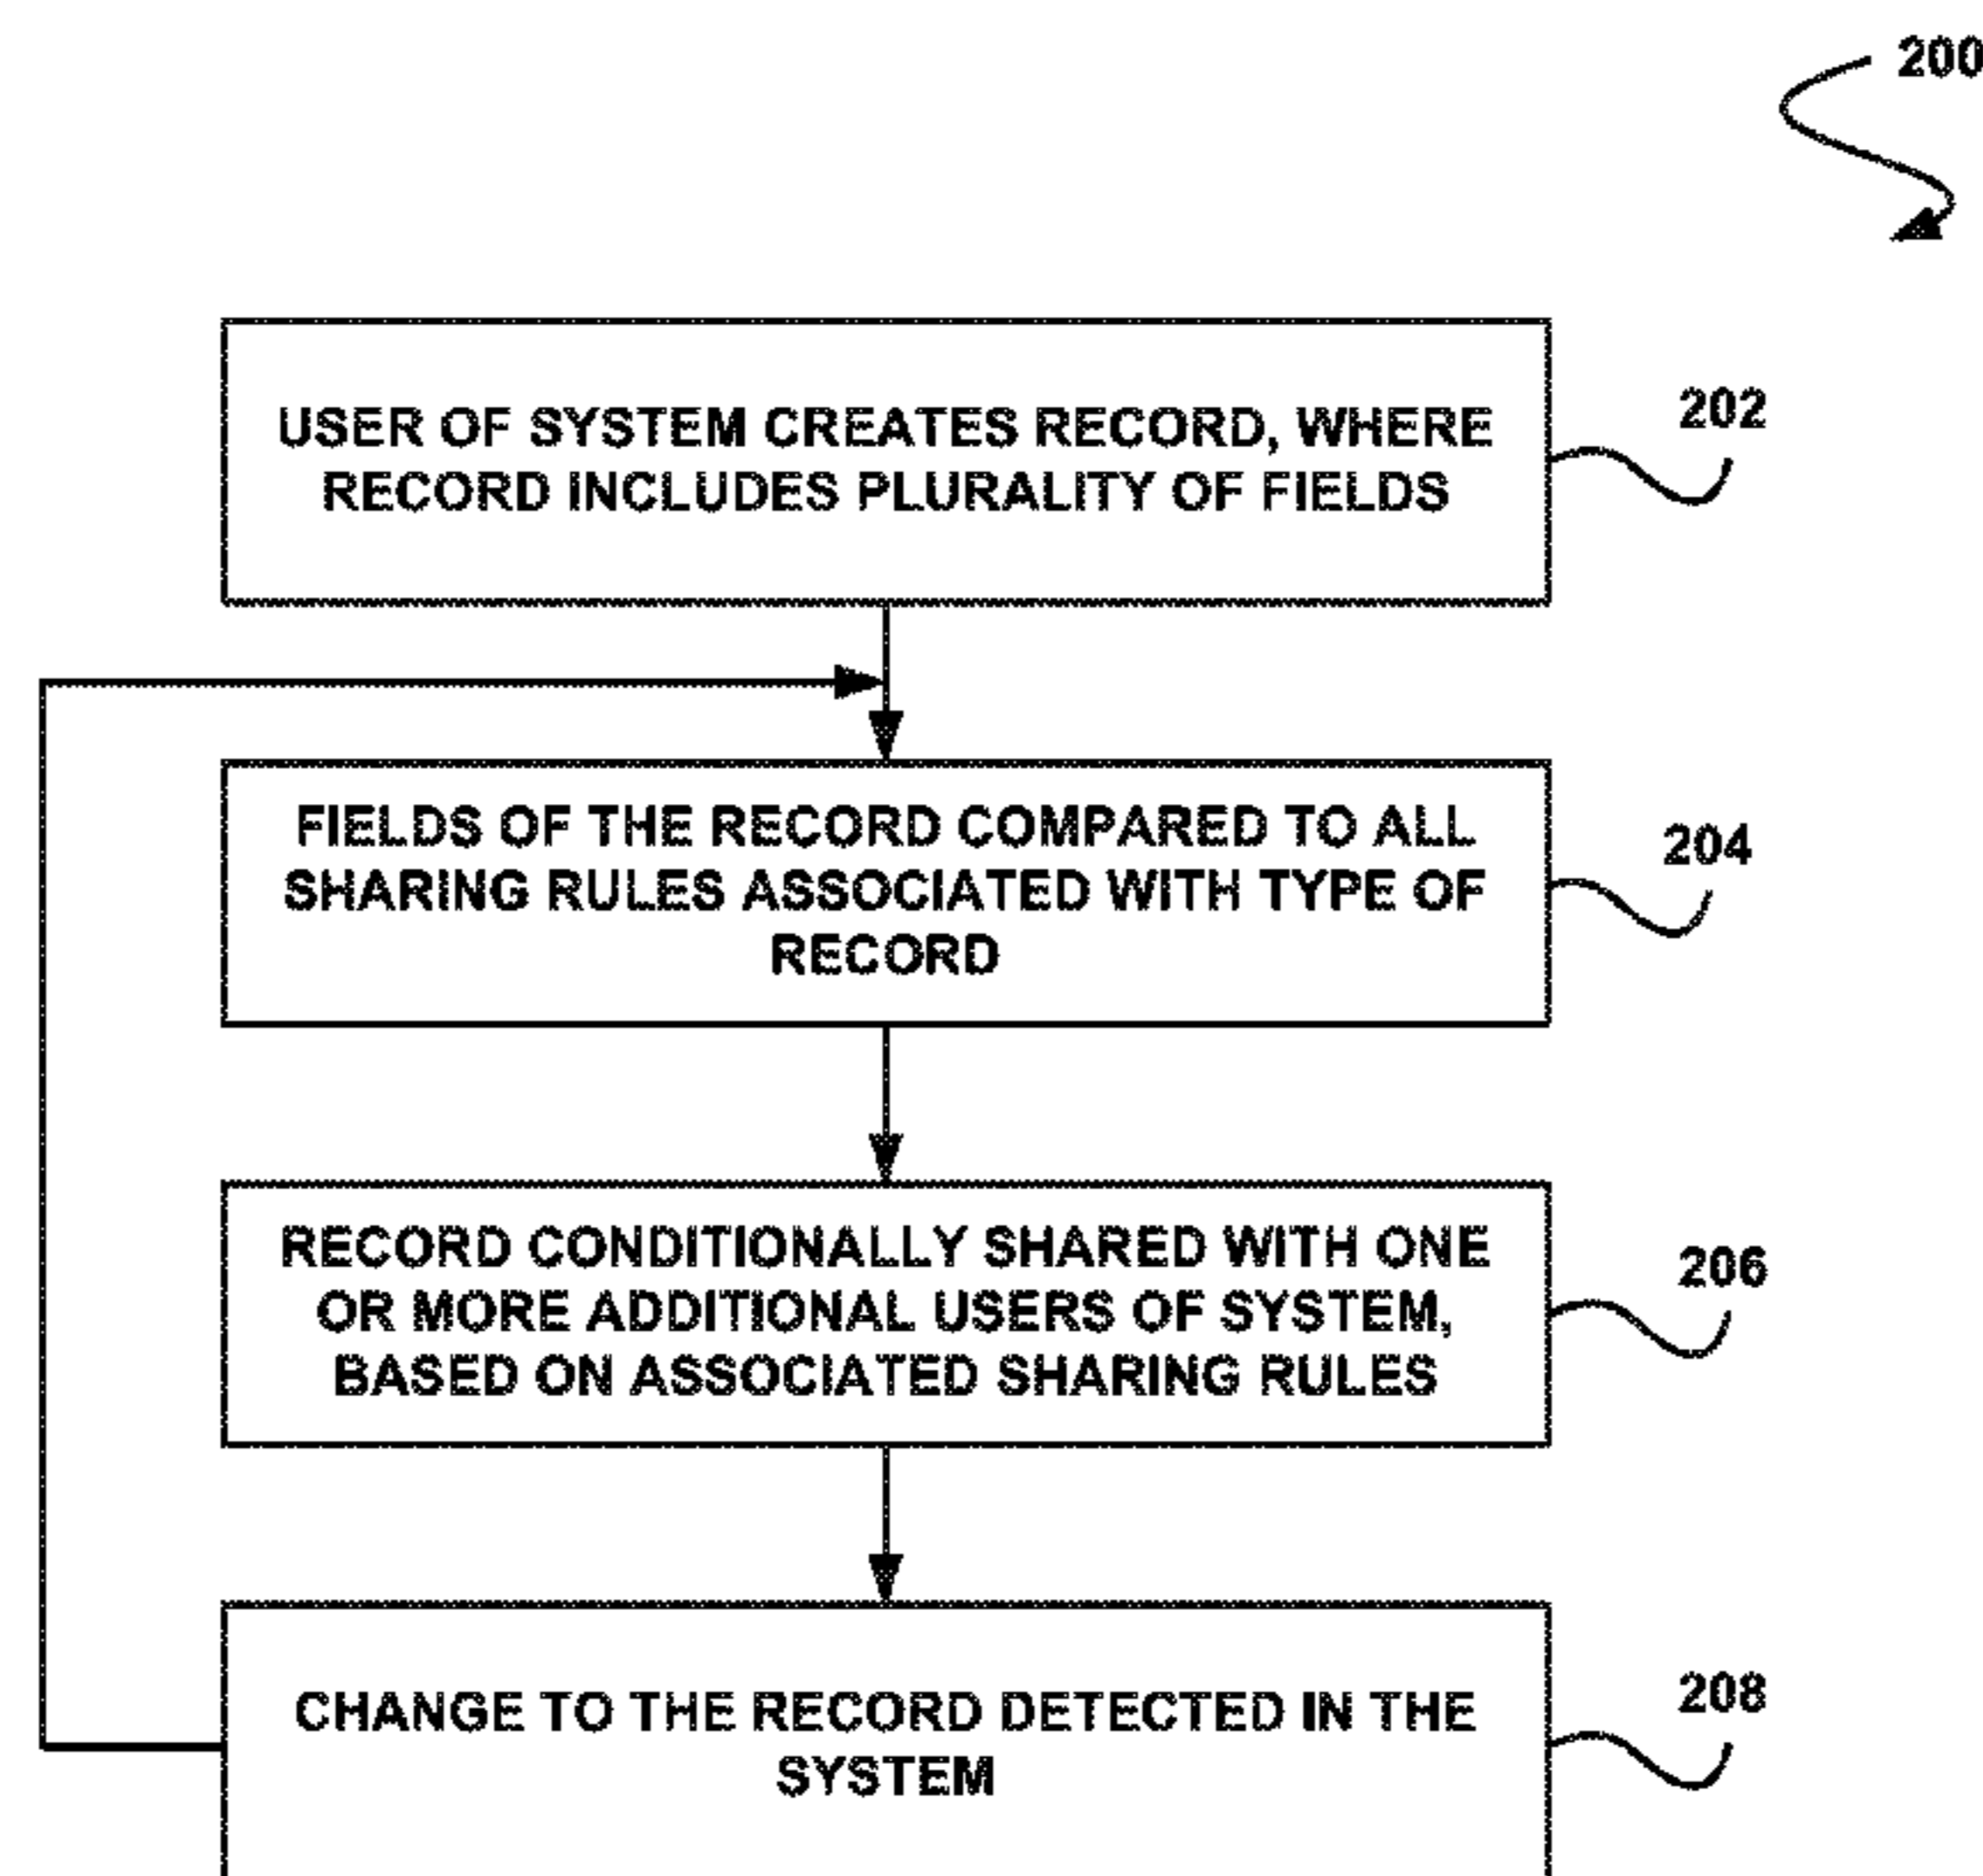 200
USER OF SYSTEM CREATES RECORD, WHERE
RECORD INCLUDES PLURALITY OF FIELDS
202
FIELDS OF THE RECORD COMPARED TO ALL
SHARING RULES ASSOCIATED WITH TYPE OF
RECORD
204
RECORD CONDITIONALLY SHARED WITH ONE
OR MORE ADDITIONAL USERS OF SYSTEM,
BASED ON ASSOCIATED SHARING RULES
206
CHANGE TO THE RECORD DETECTED IN THE
SYSTEM
208